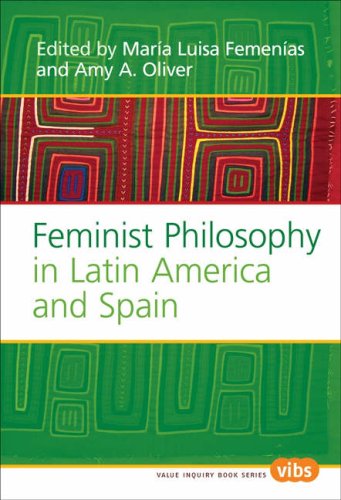 Edited by María Luisa Femenías
and Amy A. Oliver
Feminist Philosophy
in Latin America
and Spain
VALUE INQUIRY BOOK SERIES
vibs